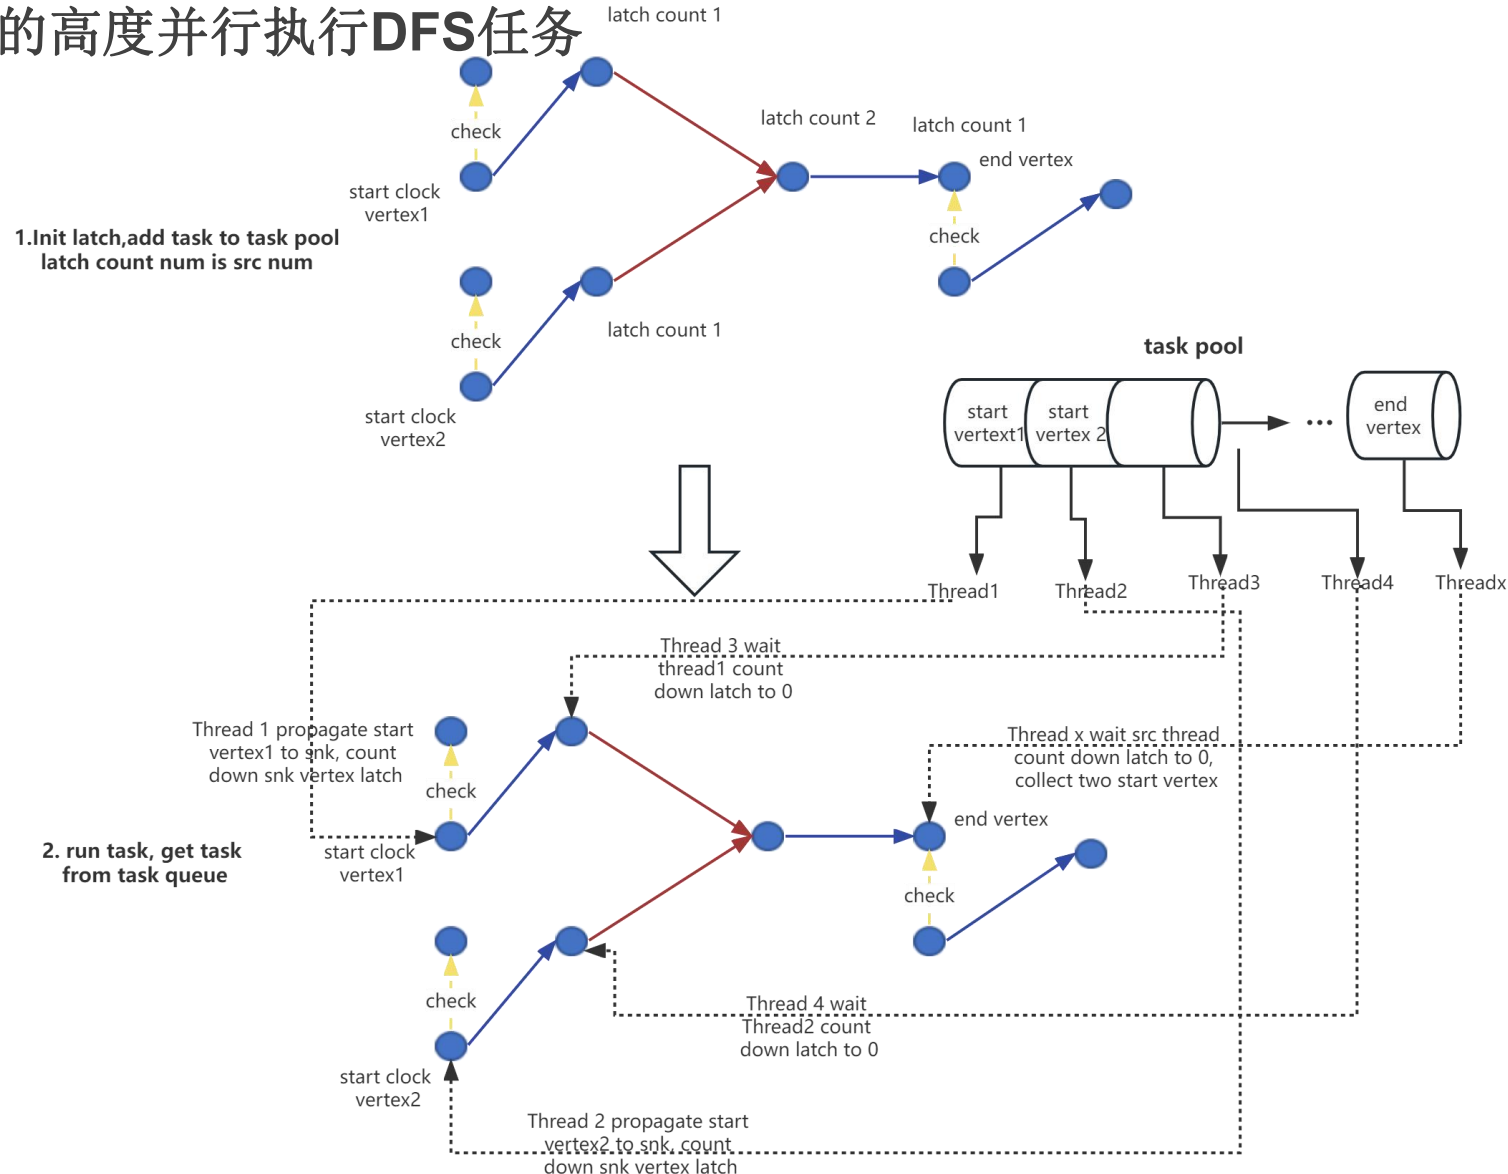 的高度并行执行DFS任务
latch count 1
check
start clock
vertex1
latch count 2
latch count 1
end vertex
check
1.Init latch,add task to task pool
latch count num is src num
check
latch count 1
start clock
vertex2
task pool
start
vertext1
start
vertex 2
end
vertex
Thread1
Thread2
Thread3
Thread4
Threadx
Thread 3 wait
thread1 count
down latch to 0
Thread 1 propagate start
vertex1 to snk, count
down snk vertex latch
check
start clock
vertex1
Thread x wait src thread
count down latch to 0,
collect two start vertex
end vertex
check
2. run task, get task
from task queue
check
start clock
vertex2
Thread 4 wait
Thread2 count
down latch to 0
Thread 2 propagate start
vertex2 to snk, count
down snk vertex latch